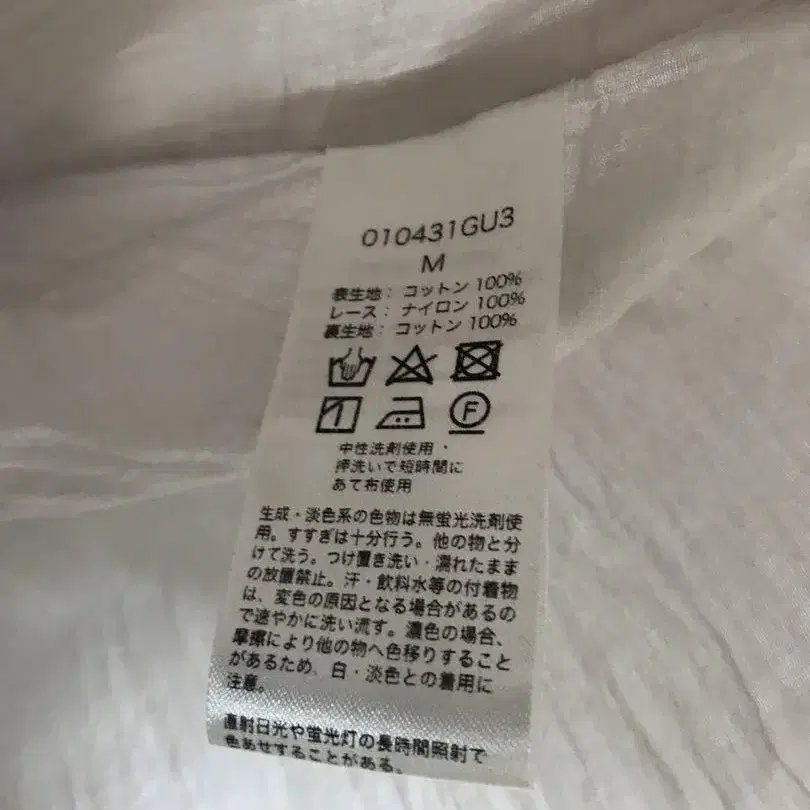 010431GU3
M
表生地： コットン 100%
レース： ナイロン 100%
裏生地： コットン 100%
F
中性洗剤使用・
押洗いで短時間に
あて布使用
生成・淡色系の色物は無蛍光洗剤使
用。すすぎは十分行う。他の物と分
けて洗う。つけ置き洗い・濡れたまま
の放置禁止。汗・飲料水等の付着物
は、変色の原因となる場合があるの
で速やかに洗い流す。濃色の場合、
摩擦により他の物へ色移りすること
があるため、白・淡色との着用に
注意。
直射日光や蛍光灯の長時間照射で
色あせすることがある。